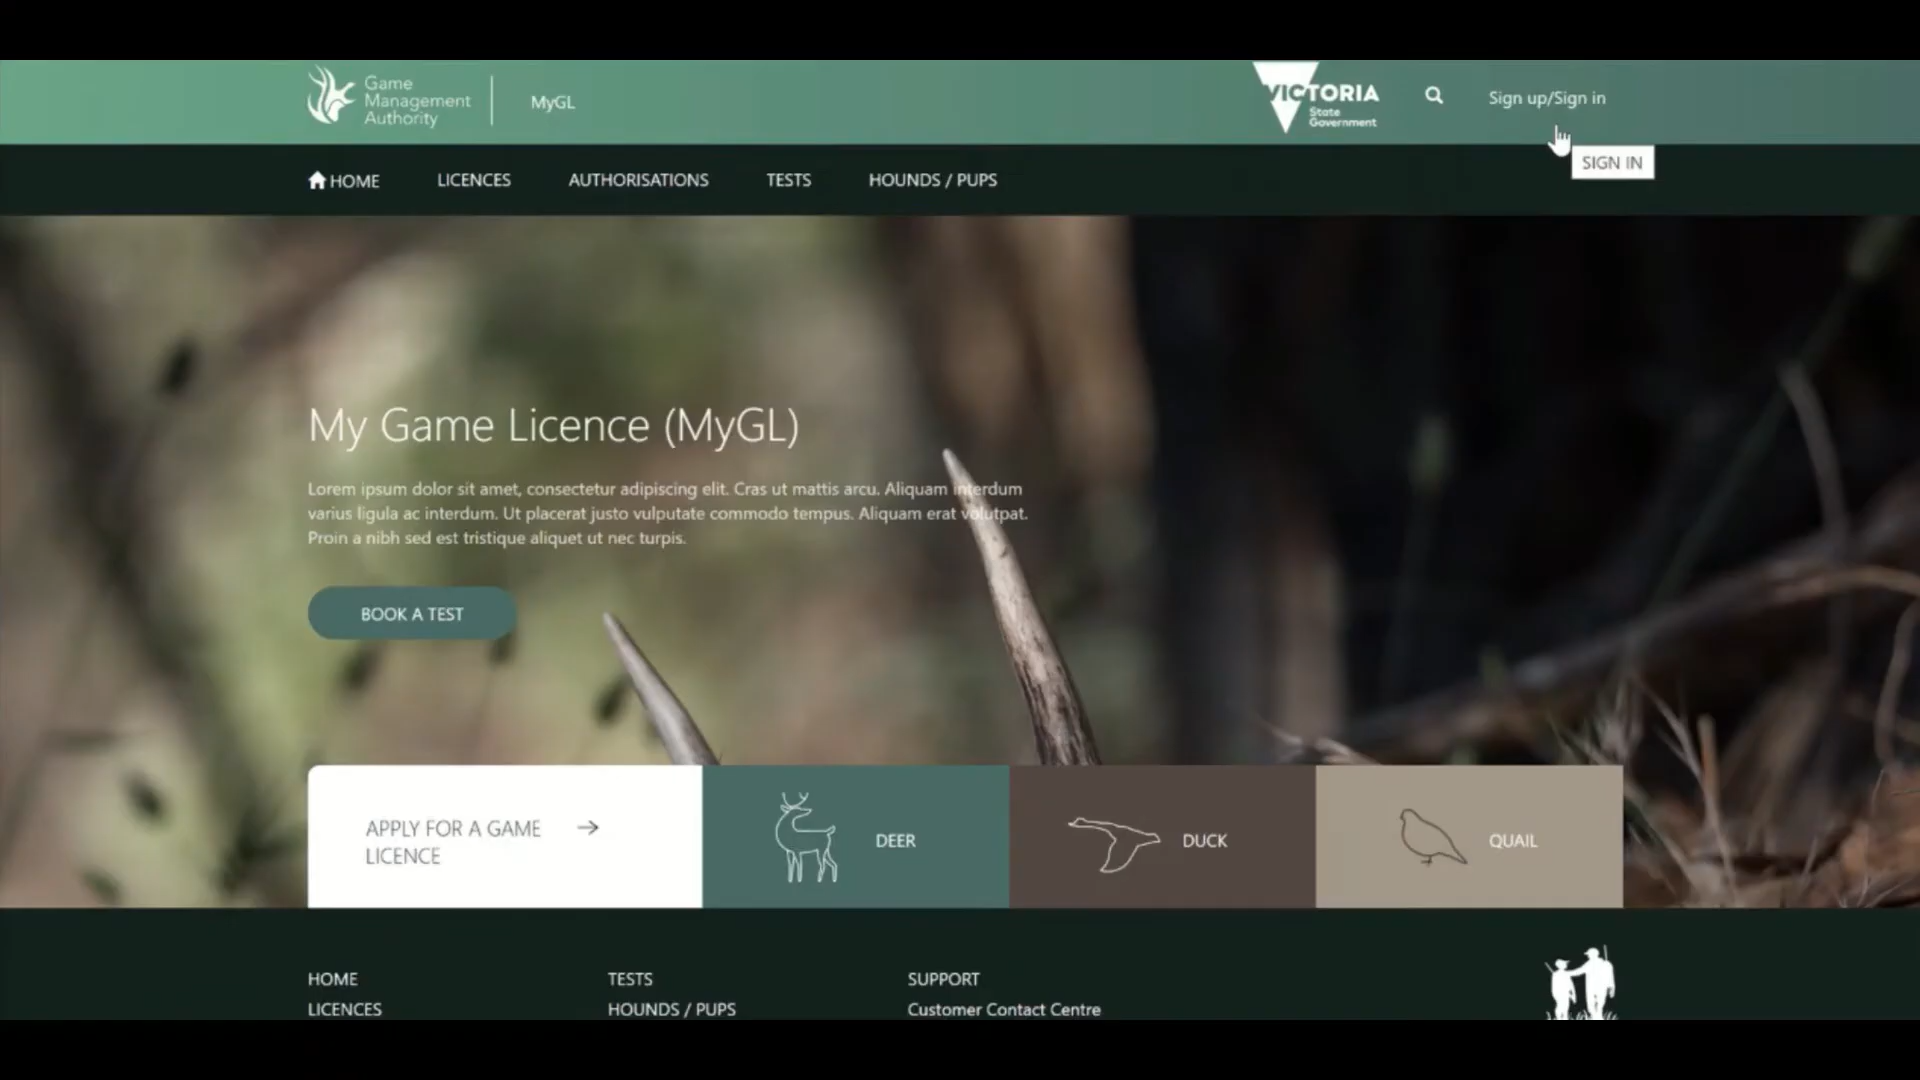 Game
Management
Authority
MyGL
VICTORIA
State
Government
Sign up/Sign in
SIGN IN
HOME
LICENCES
AUTHORISATIONS
TESTS
HOUNDS / PUPS
My Game Licence (MyGL)
Lorem ipsum dolor sit amet, consectetur adipiscing elit. Cras ut mattis arcu. Aliquam interdum
varius ligula ac interdum. Ut placerat justo vulputate commodo tempus. Aliquam erat volutpat.
Proin a nibh sed est tristique aliquet ut nec turpis.
BOOK A TEST
APPLY FOR A GAME
LICENCE
DEER
DUCK
QUAIL
HOME
LICENCES
TESTS
HOUNDS / PUPS
SUPPORT
Customer Contact Centre